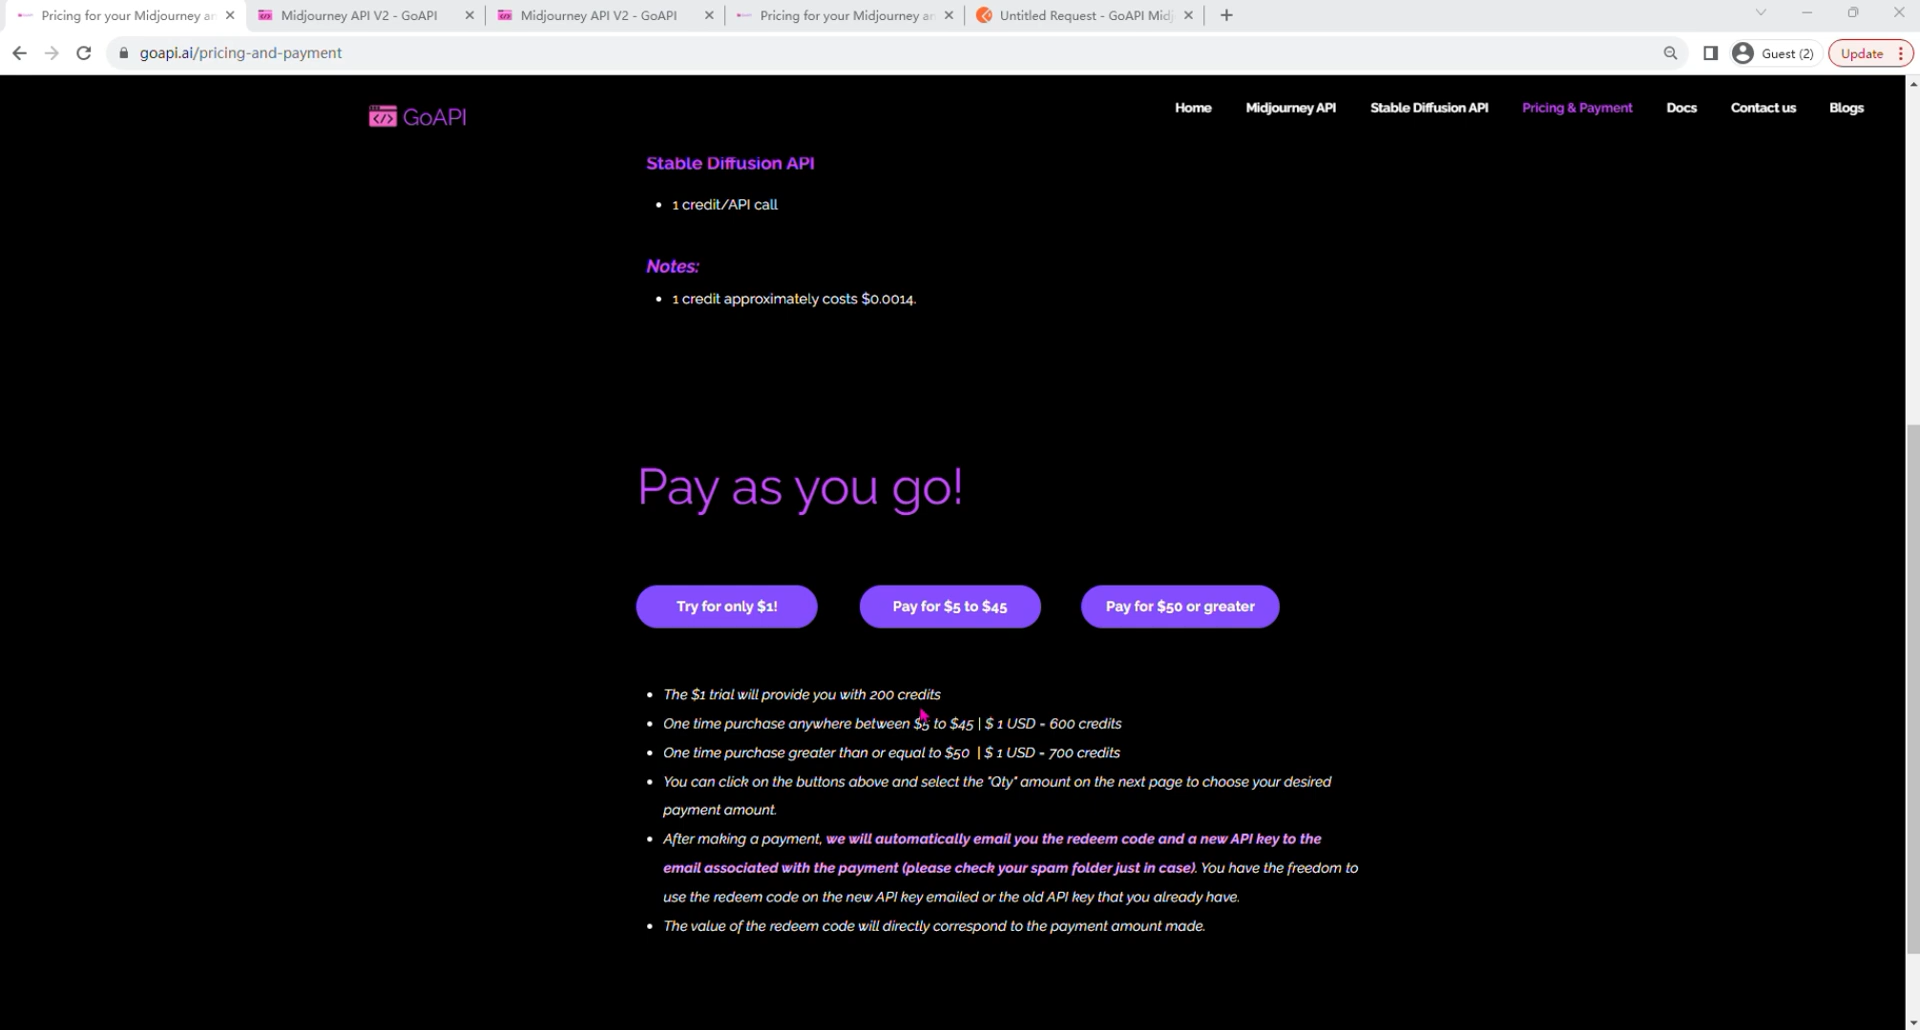 Pricing for your Midjourney an
Midjourney API V2 - GoAPI
Midjourney API V2 - GoAPI
Pricing for your Midjourney an
Untitled Request - GoAPI Midj
goapi.ai/pricing-and-payment
Guest (2)
Update
GoAPI
Home
Midjourney API
Stable Diffusion API
Pricing & Payment
Docs
Contact us
Blogs
Stable Diffusion API
• 1 credit/API call
Notes:
• 1 credit approximately costs $0.0014.
Pay as you go!
Try for only $1!
Pay for $5 to $45
Pay for $50 or greater
• The $1 trial will provide you with 200 credits
• One time purchase anywhere between $5 to $45 | $ 1 USD = 600 credits
• One time purchase greater than or equal to $50 | $ 1 USD = 700 credits
• You can click on the buttons above and select the "Qty" amount on the next page to choose your desired
payment amount.
• After making a payment, we will automatically email you the redeem code and a new API key to the
email associated with the payment (please check your spam folder just in case). You have the freedom to
use the redeem code on the new API key emailed or the old API key that you already have.
• The value of the redeem code will directly correspond to the payment amount made.